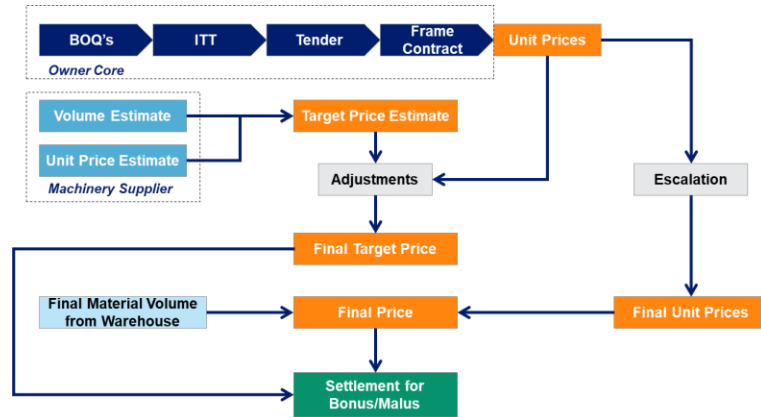 BOQ's
ITT
Tender
Frame
Contract
Unit Prices
Owner Core
Volume Estimate
Target Price Estimate
Unit Price Estimate
Machinery Supplier
Adjustments
Escalation
Final Target Price
Final Material Volume
from Warehouse
Final Price
Final Unit Prices
Settlement for
Bonus/Malus